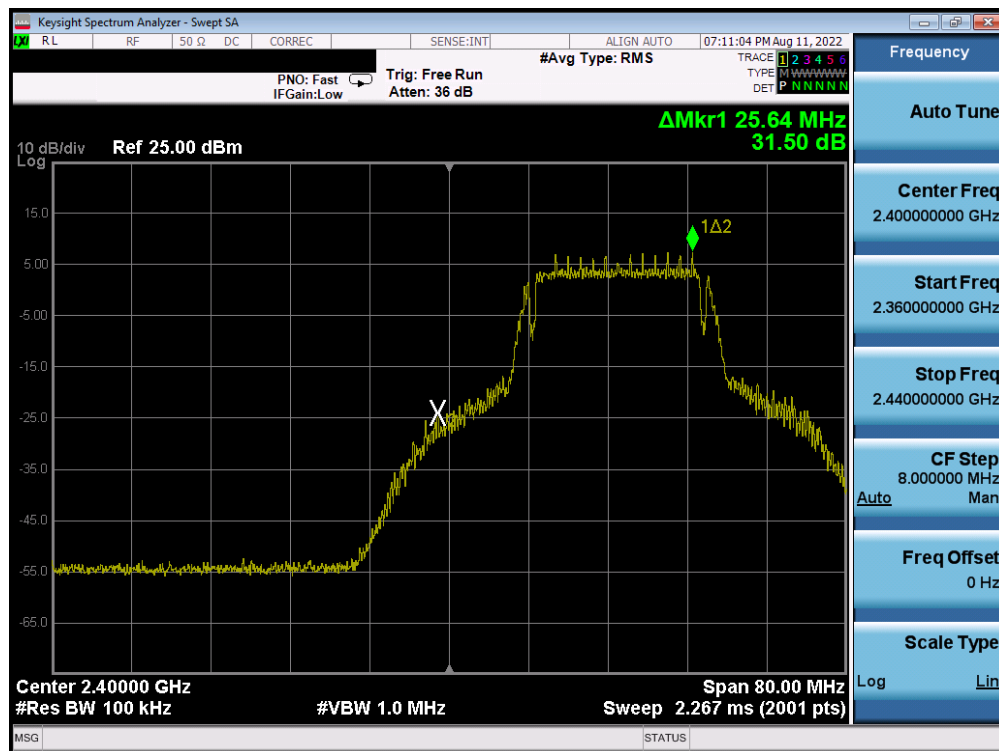 Keysight Spectrum Analyzer - Swept SA
LXI RL RF 50 Ω DC CORREC SENSE:INT ALIGN AUTO 07:11:04 PM Aug 11, 2022
#Avg Type: RMS
TRACE 1 2 3 4 5 6
PNO: Fast
IFGain:Low
Trig: Free Run
Atten: 36 dB
TYPE M WWWWW
DET P N N N N N
ΔMkr1 25.64 MHz
31.50 dB
10 dB/div
Log
Ref 25.00 dBm
15.0
5.00
-5.00
-15.0
-25.0
-35.0
-45.0
-55.0
-65.0
1Δ2
X
Center 2.40000 GHz
Span 80.00 MHz
#Res BW 100 kHz
#VBW 1.0 MHz
Sweep 2.267 ms (2001 pts)
MSG
STATUS
Frequency
Auto Tune
Center Freq
2.400000000 GHz
Start Freq
2.360000000 GHz
Stop Freq
2.440000000 GHz
CF Step
8.000000 MHz
Auto Man
Freq Offset
0 Hz
Scale Type
Log Lin